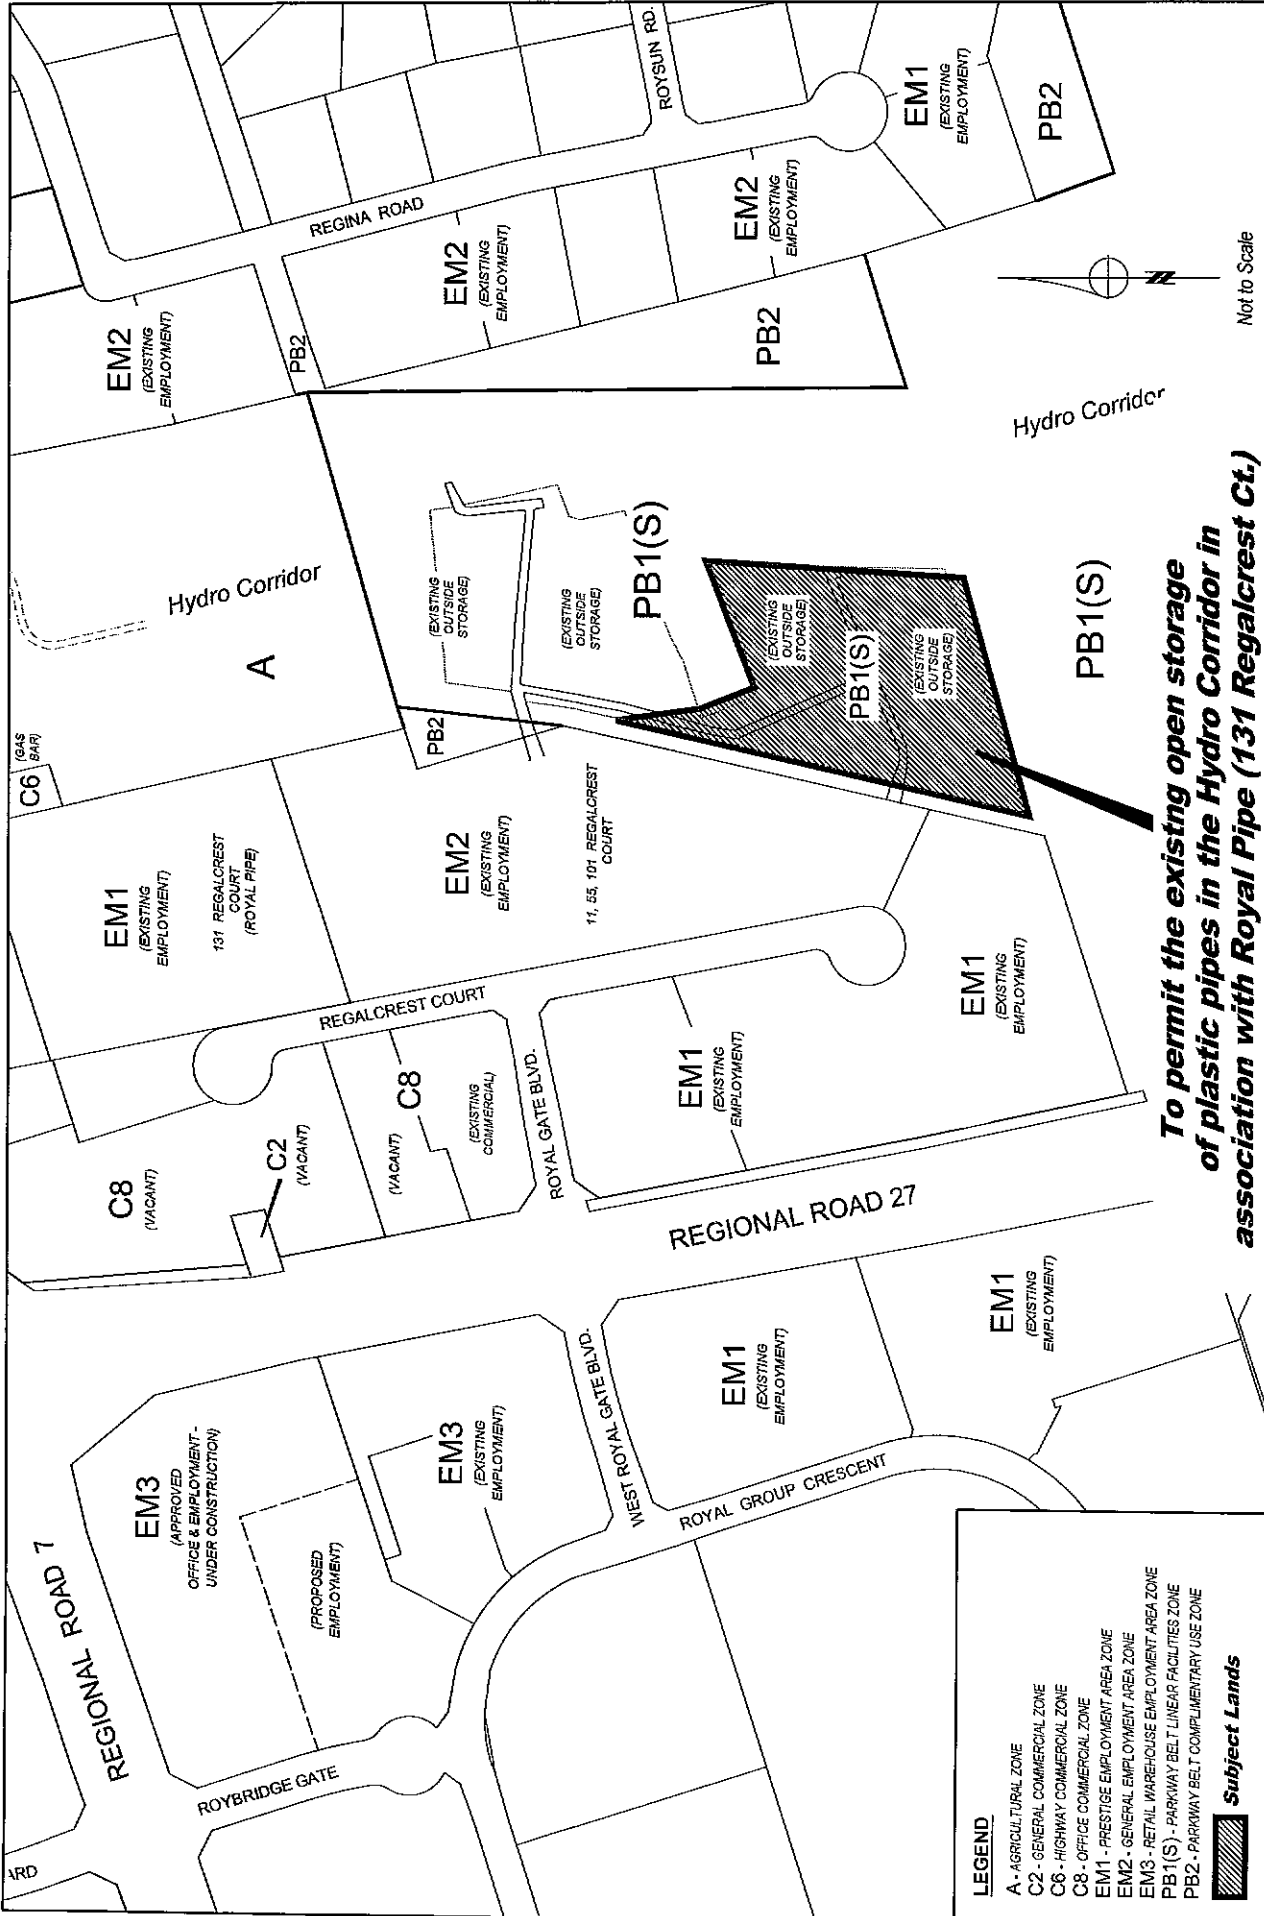 ARD
REGIONAL ROAD 7
ROYBRIDGE GATE
EM3
(APPROVED
OFFICE & EMPLOYMENT -
UNDER CONSTRUCTION)
(PROPOSED
EMPLOYMENT)
EM3
(EXISTING
EMPLOYMENT)
WEST ROYAL GATE BLVD.
ROYAL GROUP CRESCENT
EM1
(EXISTING
EMPLOYMENT)
EM1
(EXISTING
EMPLOYMENT)
REGIONAL ROAD 27
C8
(VACANT)
C2
(VACANT)
C8
(VACANT)
(EXISTING
COMMERCIAL)
ROYAL GATE BLVD.
REGALCREST COURT
EM1
(EXISTING
EMPLOYMENT)
EM1
(EXISTING
EMPLOYMENT)
C6
(GAS
BAR)
EM1
(EXISTING
EMPLOYMENT)
131 REGALCREST
COURT
(ROYAL PIPE)
EM2
(EXISTING
EMPLOYMENT)
11, 55, 101 REGALCREST
COURT
A
Hydro Corridor
PB2
(EXISTING
OUTSIDE
STORAGE)
(EXISTING
OUTSIDE
STORAGE)
PB1(S)
(EXISTING
OUTSIDE
STORAGE)
PB1(S)
(EXISTING
OUTSIDE
STORAGE)
PB1(S)
Hydro Corridor
EM2
(EXISTING
EMPLOYMENT)
PB2
REGINA ROAD
EM2
(EXISTING
EMPLOYMENT)
EM2
(EXISTING
EMPLOYMENT)
PB2
ROYSUN RD.
EM1
(EXISTING
EMPLOYMENT)
PB2
N
Not to Scale
To permit the existng open storage
of plastic pipes in the Hydro Corridor in
association with Royal Pipe (131 Regalcrest Ct.)
LEGEND
A - AGRICULTURAL ZONE
C2 - GENERAL COMMERCIAL ZONE
C6 - HIGHWAY COMMERCIAL ZONE
C8 - OFFICE COMMERCIAL ZONE
EM1 - PRESTIGE EMPLOYMENT AREA ZONE
EM2 - GENERAL EMPLOYMENT AREA ZONE
EM3 - RETAIL WAREHOUSE EMPLOYMENT AREA ZONE
PB1(S) - PARKWAY BELT LINEAR FACILITIES ZONE
PB2 - PARKWAY BELT COMPLIMENTARY USE ZONE
Subject Lands